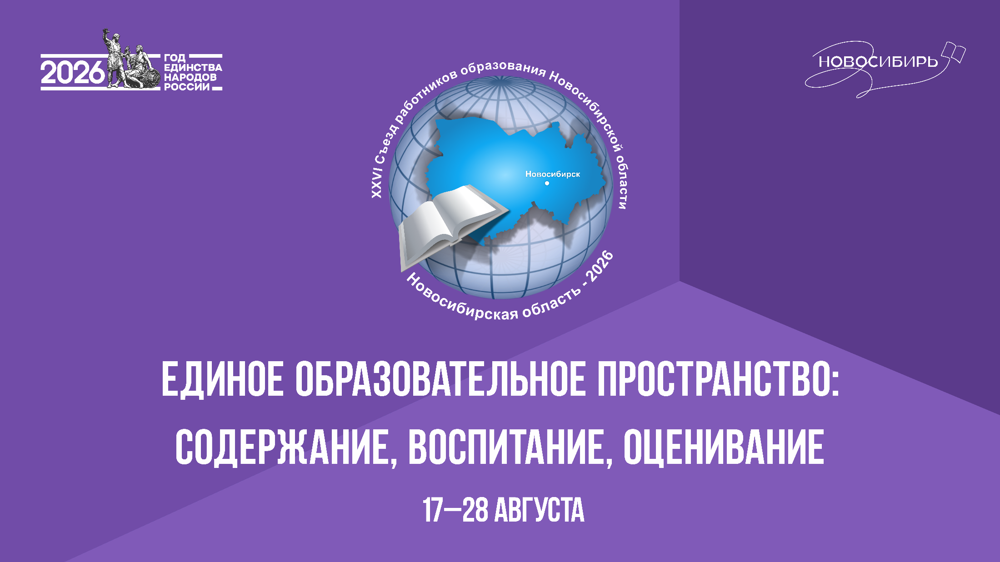 2026
ГОД
ЕДИНСТВА
НАРОДОВ
РОССИИ
НОВОСИБИРЬ
XXVI Съезд работников образования Новосибирской области
Новосибирск
Новосибирская область - 2026
ЕДИНОЕ ОБРАЗОВАТЕЛЬНОЕ ПРОСТРАНСТВО:
СОДЕРЖАНИЕ, ВОСПИТАНИЕ, ОЦЕНИВАНИЕ
17–28 АВГУСТА